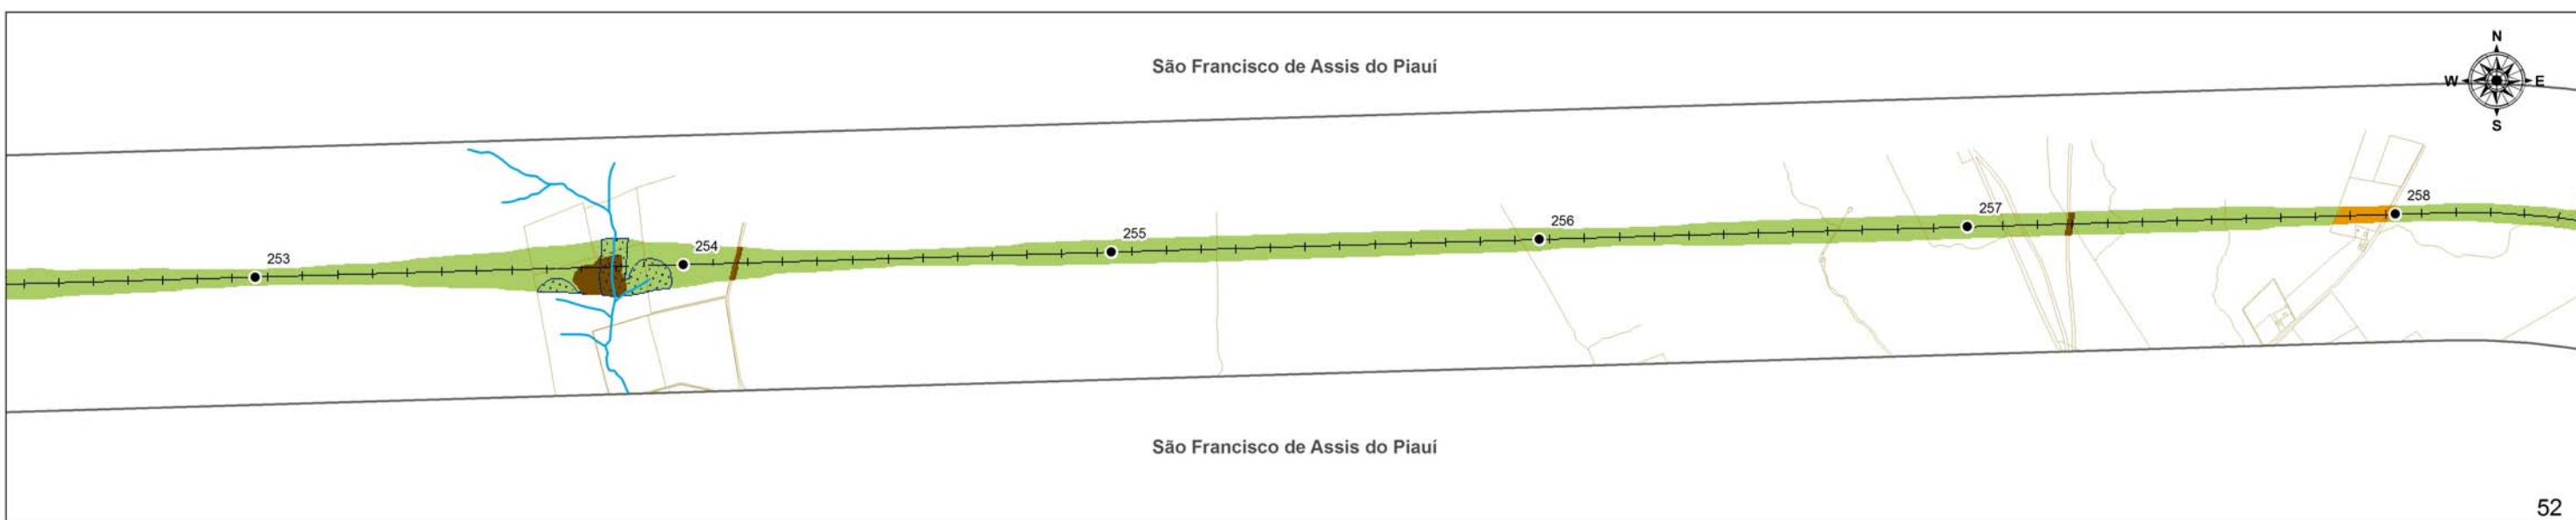 São Francisco de Assis do Piauí
N
W
E
S
253
254
255
256
257
258
São Francisco de Assis do Piauí
52